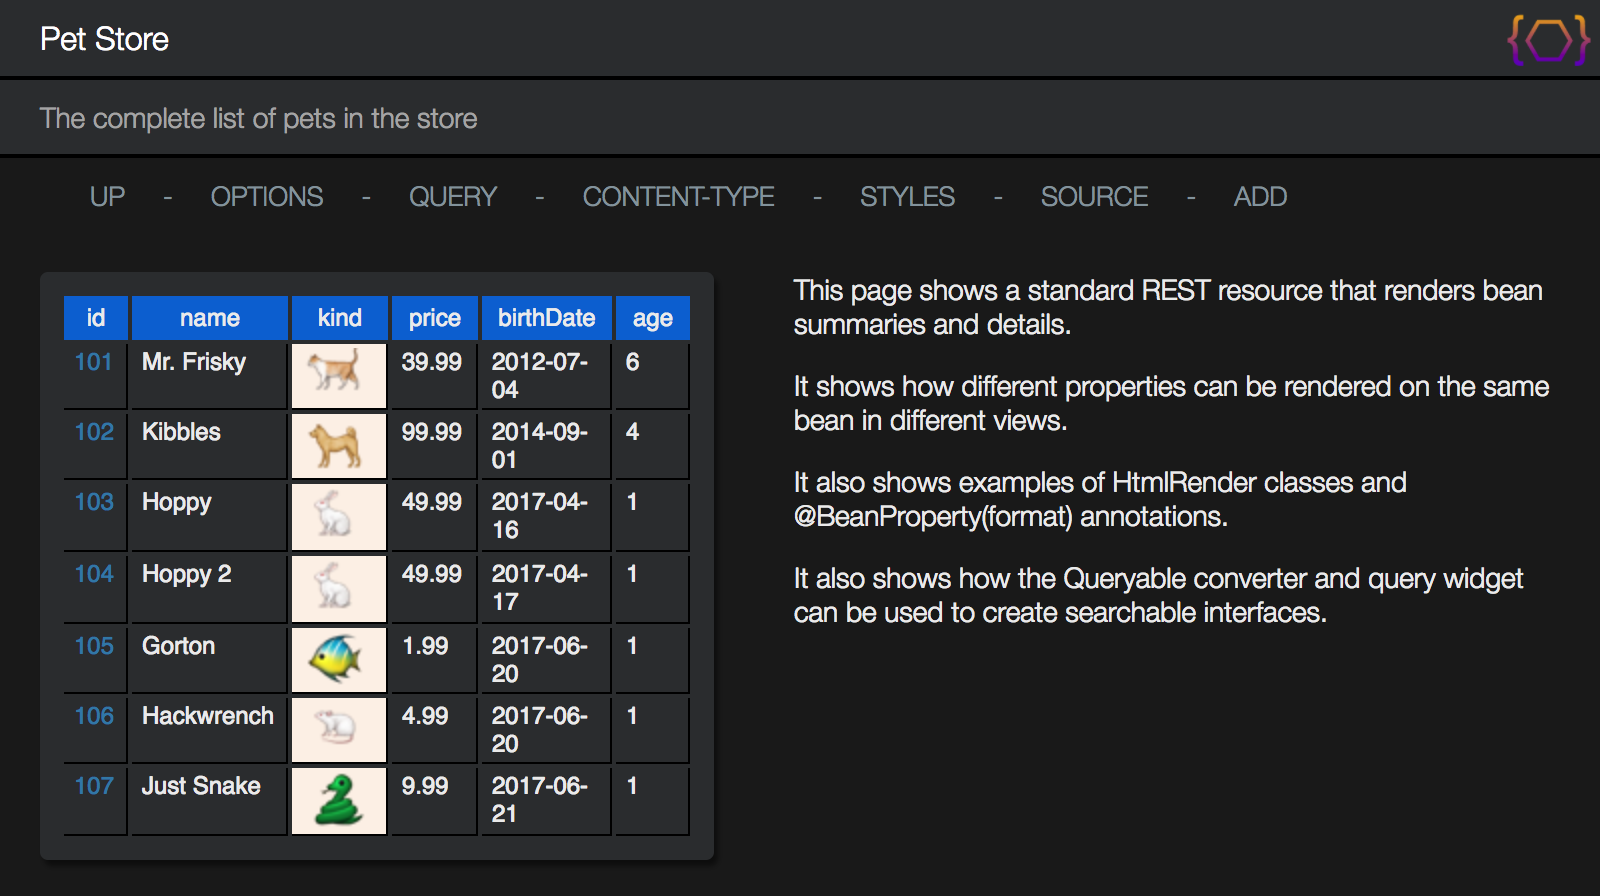 Pet Store
The complete list of pets in the store
UP - OPTIONS - QUERY - CONTENT-TYPE - STYLES - SOURCE - ADD
id name kind price birthDate age
101 Mr. Frisky 39.99 2012-07-
04
6
102 Kibbles 99.99 2014-09-
01
4
103 Hoppy 49.99 2017-04-
16
1
104 Hoppy 2 49.99 2017-04-
17
1
105 Gorton 1.99 2017-06-
20
1
106 Hackwrench 4.99 2017-06-
20
1
107 Just Snake 9.99 2017-06-
21
1
This page shows a standard REST resource that renders bean
summaries and details.
It shows how different properties can be rendered on the same
bean in different views.
It also shows examples of HtmlRender classes and
@BeanProperty(format) annotations.
It also shows how the Queryable converter and query widget
can be used to create searchable interfaces.